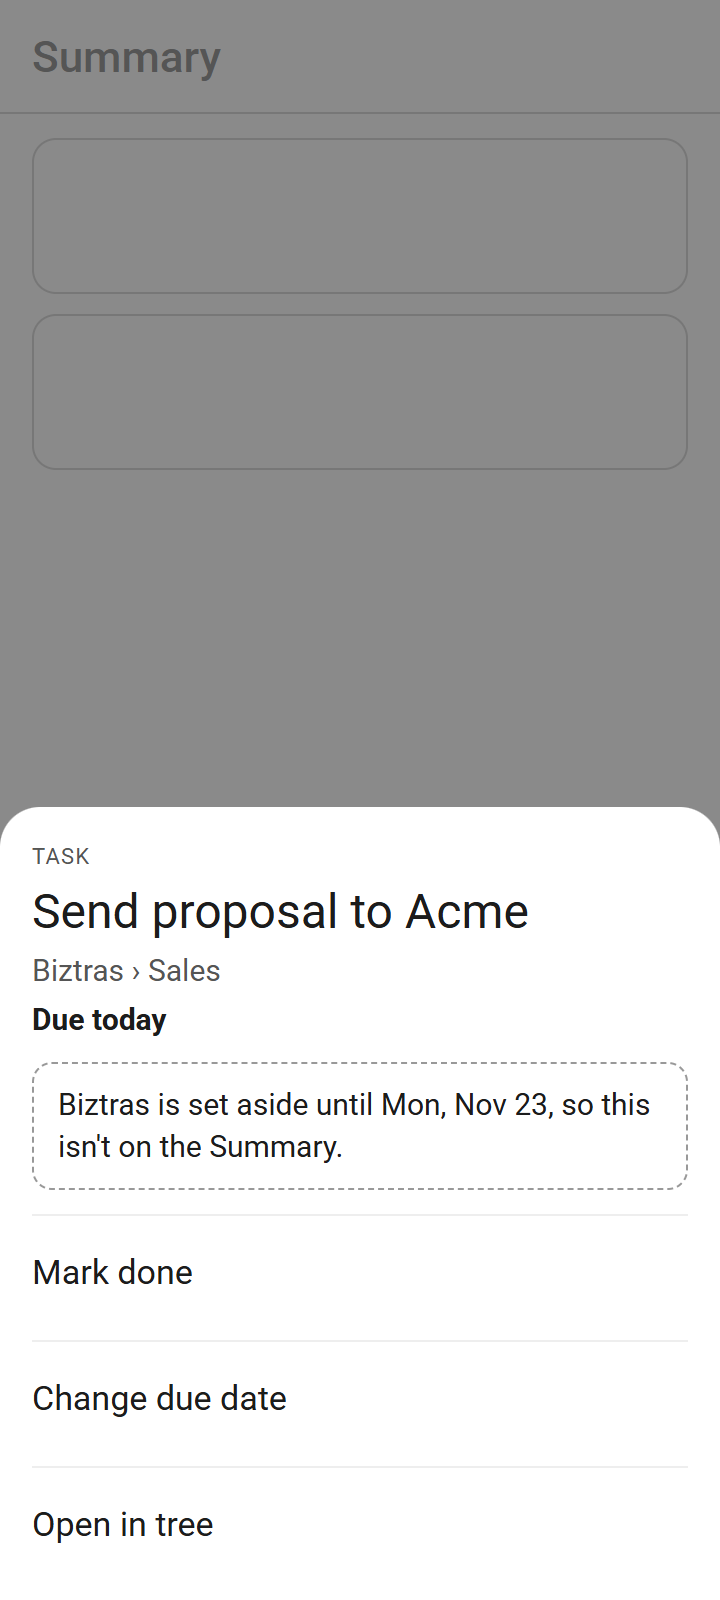 Summary
TASK
Send proposal to Acme
Biztras › Sales
Due today
Biztras is set aside until Mon, Nov 23, so this
isn't on the Summary.
Mark done
Change due date
Open in tree